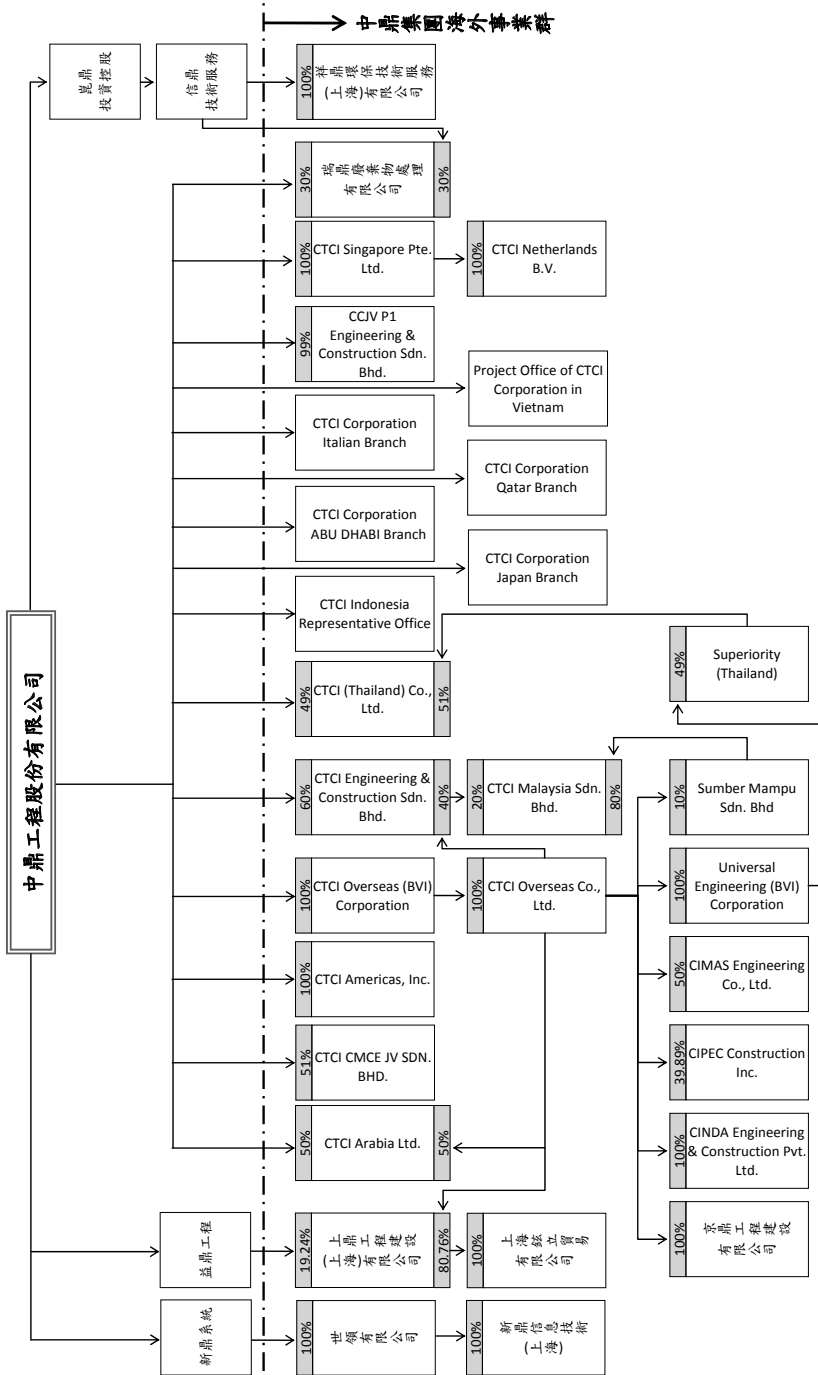 中鼎集團海外事業群
中鼎工程股份有限公司
崑鼎
投資控股
信鼎
技術服務
益鼎工程
新鼎系統
100%
祥鼎環保技術服務
(上海)有限公司
30%
瑞鼎廢棄物處理
有限公司
30%
100%
CTCI Singapore Pte.
Ltd.
100%
CTCI Netherlands
B.V.
99%
CCJV P1
Engineering &
Construction Sdn.
Bhd.
Project Office of CTCI
Corporation in
Vietnam
CTCI Corporation
Italian Branch
CTCI Corporation
Qatar Branch
CTCI Corporation
ABU DHABI Branch
CTCI Corporation
Japan Branch
CTCI Indonesia
Representative Office
49%
CTCI (Thailand) Co.,
Ltd.
51%
49%
Superiority
(Thailand)
60%
CTCI Engineering &
Construction Sdn.
Bhd.
40%
20%
CTCI Malaysia Sdn.
Bhd.
80%
10%
Sumber Mampu
Sdn. Bhd
100%
CTCI Overseas (BVI)
Corporation
100%
CTCI Overseas Co.,
Ltd.
100%
Universal
Engineering (BVI)
Corporation
100%
CTCI Americas, Inc.
50%
CIMAS Engineering
Co., Ltd.
51%
CTCI CMCE JV SDN.
BHD.
39.89%
CIPEC Construction
Inc.
50%
CTCI Arabia Ltd.
50%
100%
CINDA Engineering
& Construction Pvt.
Ltd.
19.24%
上鼎工程建設
(上海)有限公司
80.76%
100%
上海鋐立貿易
有限公司
100%
京鼎工程建設
有限公司
100%
世領有限公司
100%
新鼎信息技術
(上海)